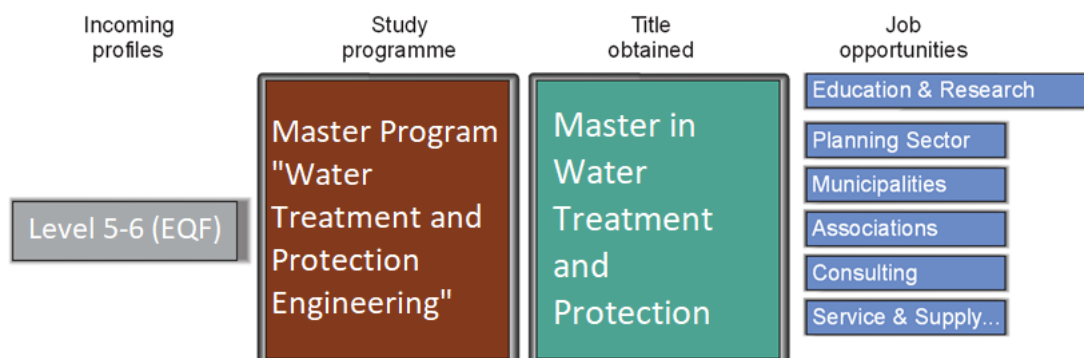 Incoming
profiles
Study
programme
Title
obtained
Job
opportunities
Level 5-6 (EQF)
Master Program
"Water
Treatment and
Protection
Engineering"
Master in
Water
Treatment
and
Protection
Education & Research
Planning Sector
Municipalities
Associations
Consulting
Service & Supply...